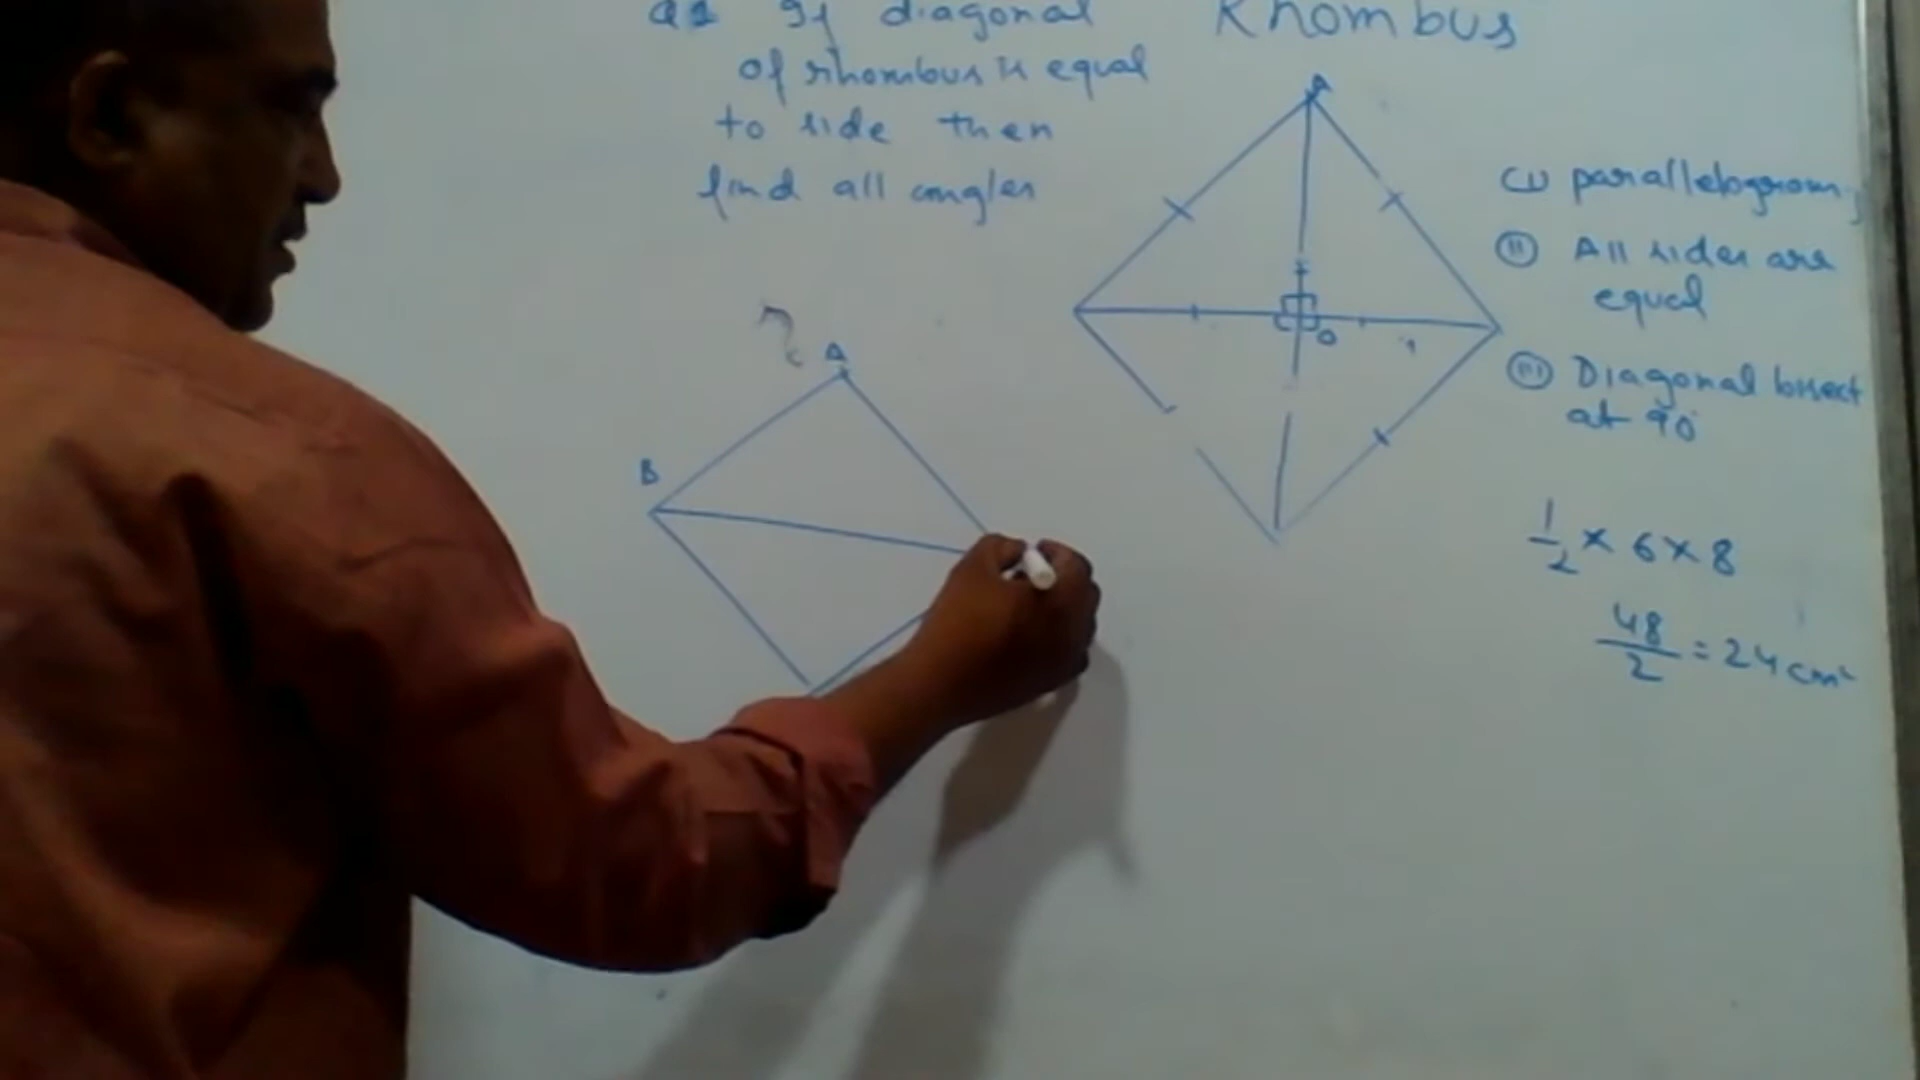 Q1 If diagonal
of rhombus is equal
to side then
find all angles
Rhombus
A
O
(I) parallelogram,
(II) All sides are
equal
(III) Diagonal bisect
at 90°
1/2 × 6 × 8
48/2 = 24 cm²
A
B